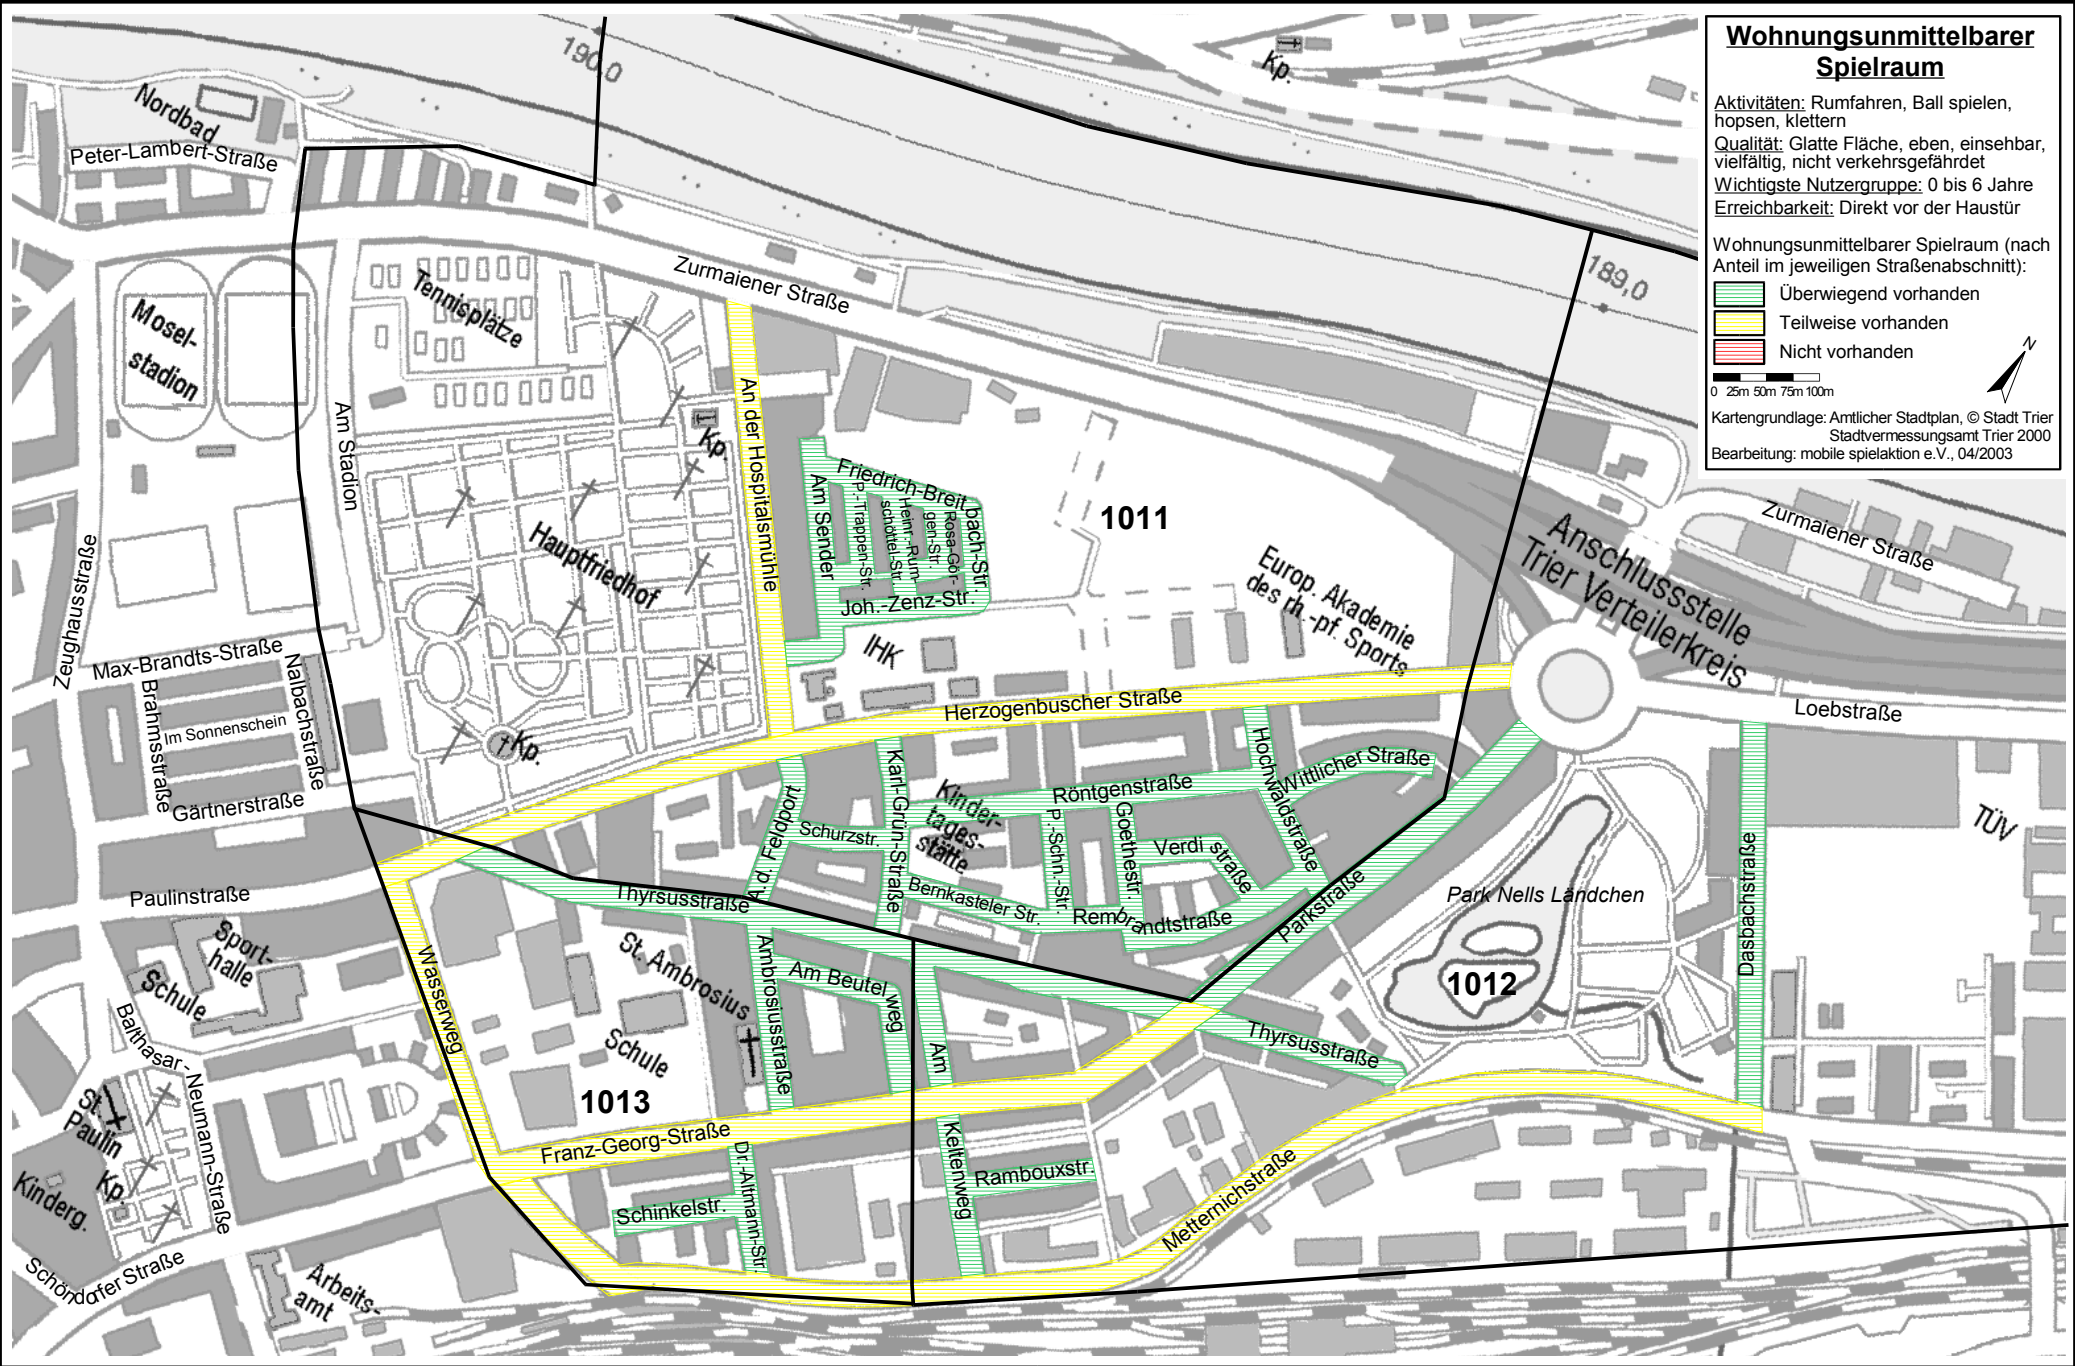 Wohnungsunmittelbarer
Spielraum
Aktivitäten: Rumfahren, Ball spielen,
hopsen, klettern
Qualität: Glatte Fläche, eben, einsehbar,
vielfältig, nicht verkehrsgefährdet
Wichtigste Nutzergruppe: 0 bis 6 Jahre
Erreichbarkeit: Direkt vor der Haustür
Wohnungsunmittelbarer Spielraum (nach
Anteil im jeweiligen Straßenabschnitt):
Überwiegend vorhanden
Teilweise vorhanden
Nicht vorhanden
N
0 25m 50m 75m 100m
Kartengrundlage: Amtlicher Stadtplan, © Stadt Trier
Stadtvermessungsamt Trier 2000
Bearbeitung: mobile spielaktion e.V., 04/2003
190.0
Kp.
Nordbad
Peter-Lambert-Straße
189,0
Zurmaiener Straße
Tennisplätze
Mosel-
stadion
Am Stadion
An der Hospitalsmühle
Kp.
Friedrich-Breit
bach-Str.
Am Sender
P.-Trappen-Str.
Heinr.-Rum-
schöttel-Str.
Rosa-Gör-
gen-Str.
Joh.-Zenz-Str.
1011
Zurmaiener Straße
Anschlussstelle
Trier Verteilerkreis
Europ. Akademie
des rh.-pf. Sports
Hauptfriedhof
Zeughausstraße
IHK
Max-Brandts-Straße
Nalbachstraße
Brahmsstraße
Im Sonnenschein
Gärtnerstraße
Kp.
Herzogenbuscher Straße
Loebstraße
Karl-Grün-Straße
Hochwaldstraße
Wittlicher Straße
Röntgenstraße
Kinder-
tages-
stätte
A.d. Feldport
Schurzstr.
P.-Schn.-Str.
Goethestr.
Verdi straße
TÜV
Dasbachstraße
Bernkasteler Str.
Rembrandtstraße
Parkstraße
Park Nells Ländchen
1012
Paulinstraße
Thyrsusstraße
Sport-
halle
Schule
Wasserweg
St. Ambrosius
Schule
Ambrosiusstraße
Am Beutel weg
Am
Thyrsusstraße
Balthasar-Neumann-Straße
1013
St.
Paulin
Kp.
Kinderg.
Franz-Georg-Straße
Dr.-Altmann-Str.
Schinkelstr.
Keltenweg
Rambouxstr.
Metternichstraße
Schöndorfer Straße
Arbeits-
amt